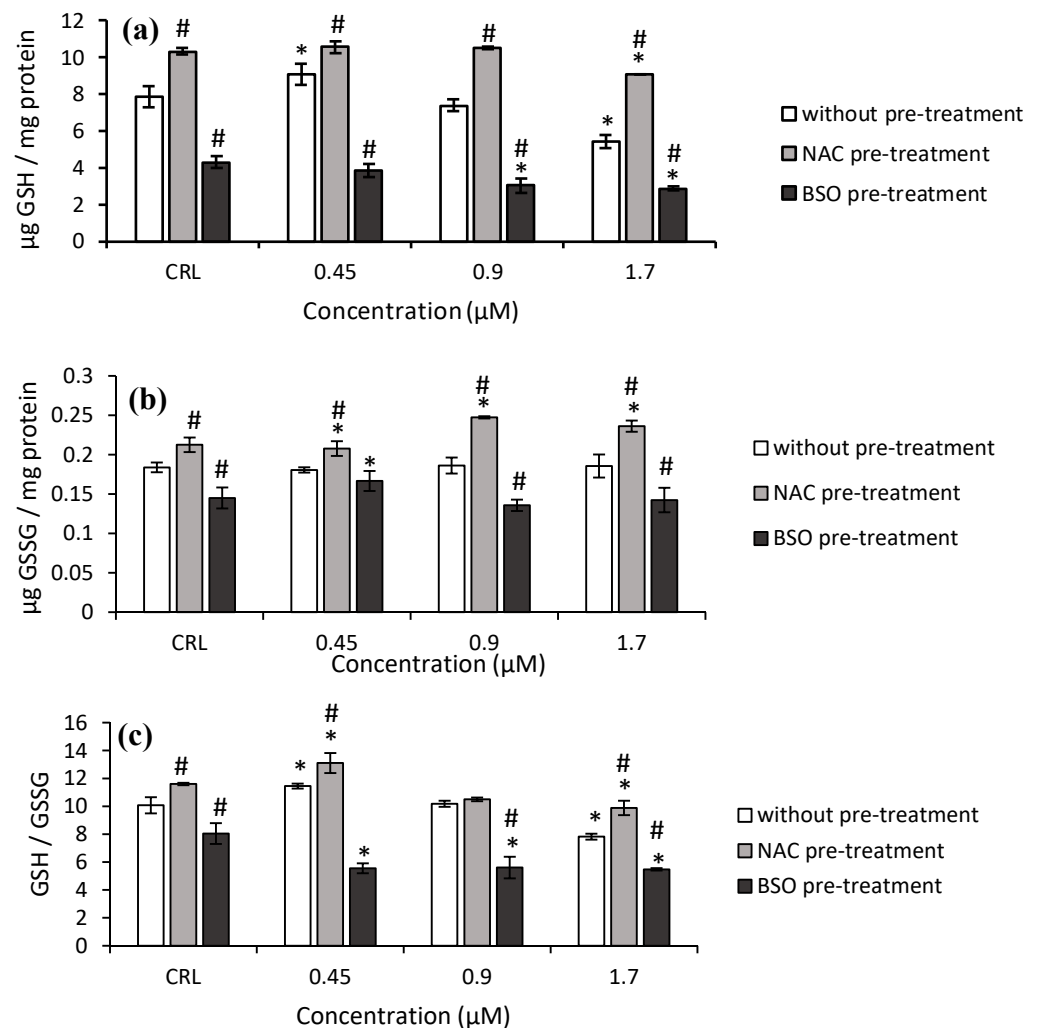 (a)
µg GSH / mg protein
12
10
8
6
4
2
0
# * # # # # * # * # * # *
CRL 0.45 0.9 1.7
Concentration (µM)
without pre-treatment
NAC pre-treatment
BSO pre-treatment
(b)
µg GSSG / mg protein
0.3
0.25
0.2
0.15
0.1
0.05
0
# # # * * # * # # * #
CRL 0.45 0.9 1.7
Concentration (µM)
without pre-treatment
NAC pre-treatment
BSO pre-treatment
(c)
GSH / GSSG
16
14
12
10
8
6
4
2
0
# # * # * * # * * # * # *
CRL 0.45 0.9 1.7
Concentration (µM)
without pre-treatment
NAC pre-treatment
BSO pre-treatment